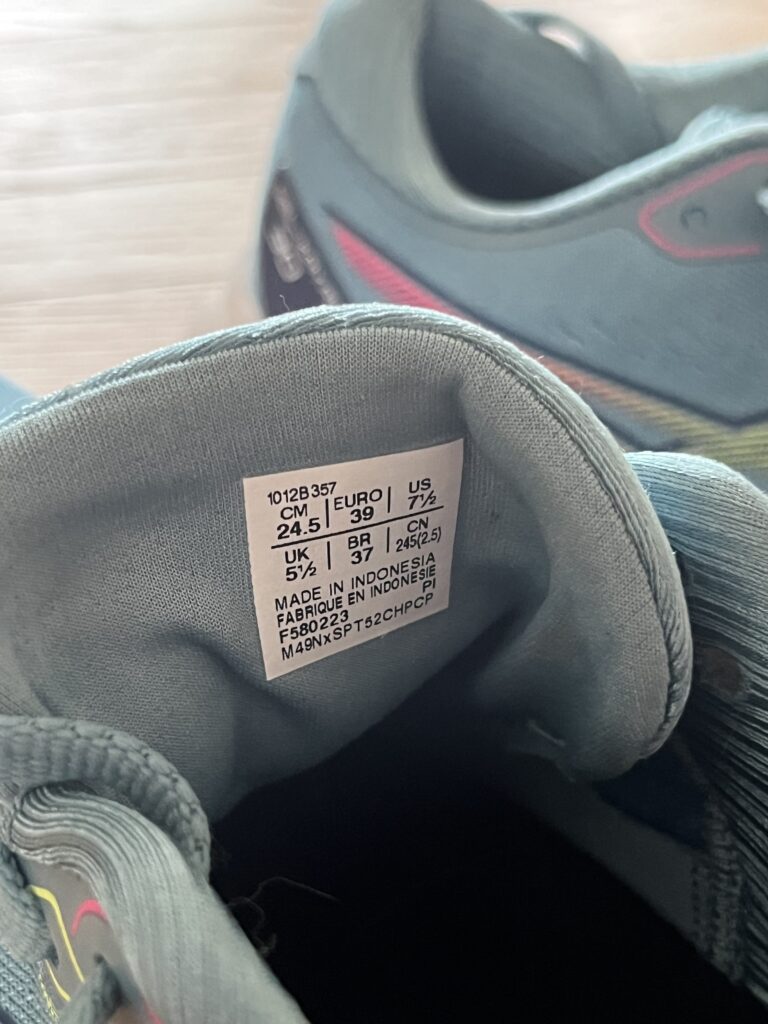 1012B357
CM EURO US
24.5 39 7½
UK BR CN
5½ 37 245(2.5)
MADE IN INDONESIA
FABRIQUE EN INDONESIE
F580223 PI
M49NxSPT52CHPCP